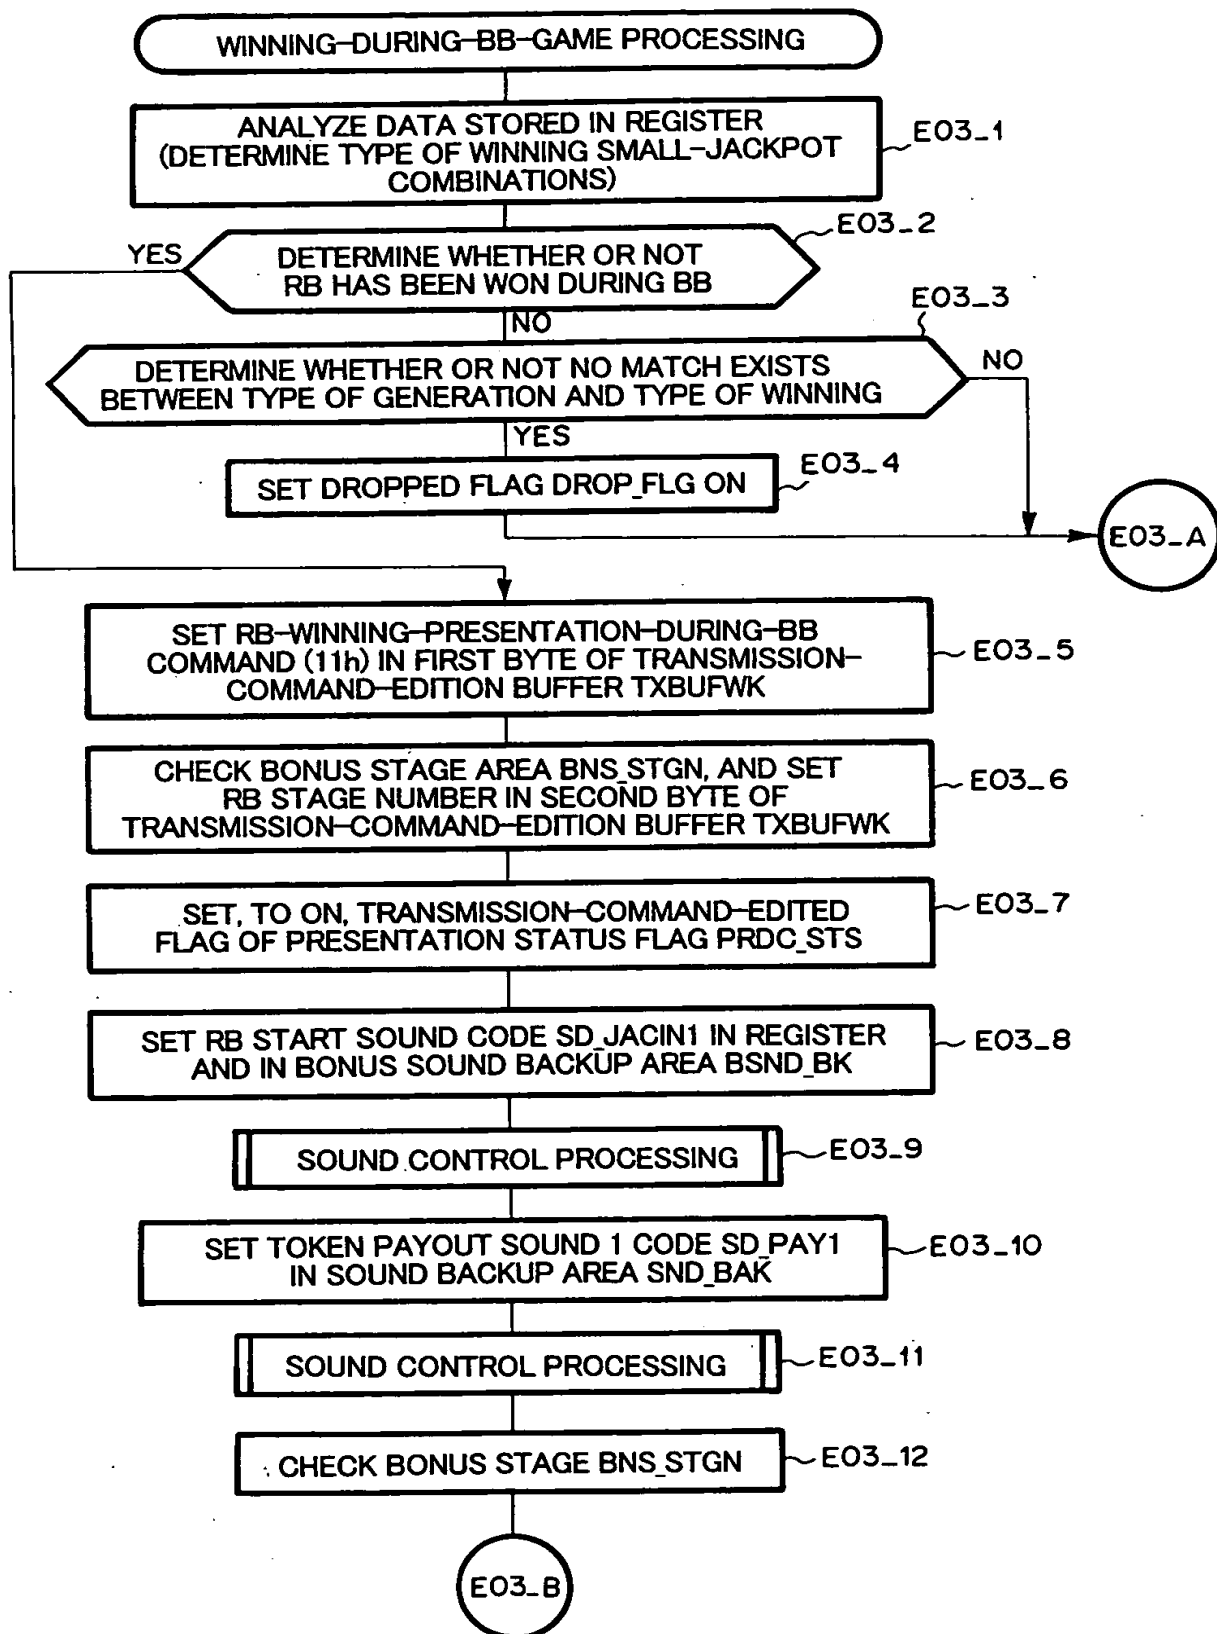 WINNING-DURING-BB-GAME PROCESSING
ANALYZE DATA STORED IN REGISTER
(DETERMINE TYPE OF WINNING SMALL-JACKPOT
COMBINATIONS)
E03_1
YES
DETERMINE WHETHER OR NOT
RB HAS BEEN WON DURING BB
E03_2
NO
E03_3
DETERMINE WHETHER OR NOT NO MATCH EXISTS
BETWEEN TYPE OF GENERATION AND TYPE OF WINNING
NO
YES
SET DROPPED FLAG DROP_FLG ON
E03_4
E03_A
SET RB-WINNING-PRESENTATION-DURING-BB
COMMAND (11h) IN FIRST BYTE OF TRANSMISSION-
COMMAND-EDITION BUFFER TXBUFWK
E03_5
CHECK BONUS STAGE AREA BNS_STGN, AND SET
RB STAGE NUMBER IN SECOND BYTE OF
TRANSMISSION-COMMAND-EDITION BUFFER TXBUFWK
E03_6
SET, TO ON, TRANSMISSION-COMMAND-EDITED
FLAG OF PRESENTATION STATUS FLAG PRDC_STS
E03_7
SET RB START SOUND CODE SD_JACIN1 IN REGISTER
AND IN BONUS SOUND BACKUP AREA BSND_BK
E03_8
SOUND CONTROL PROCESSING
E03_9
SET TOKEN PAYOUT SOUND 1 CODE SD_PAY1
IN SOUND BACKUP AREA SND_BAK
E03_10
SOUND CONTROL PROCESSING
E03_11
CHECK BONUS STAGE BNS_STGN
E03_12
E03_B